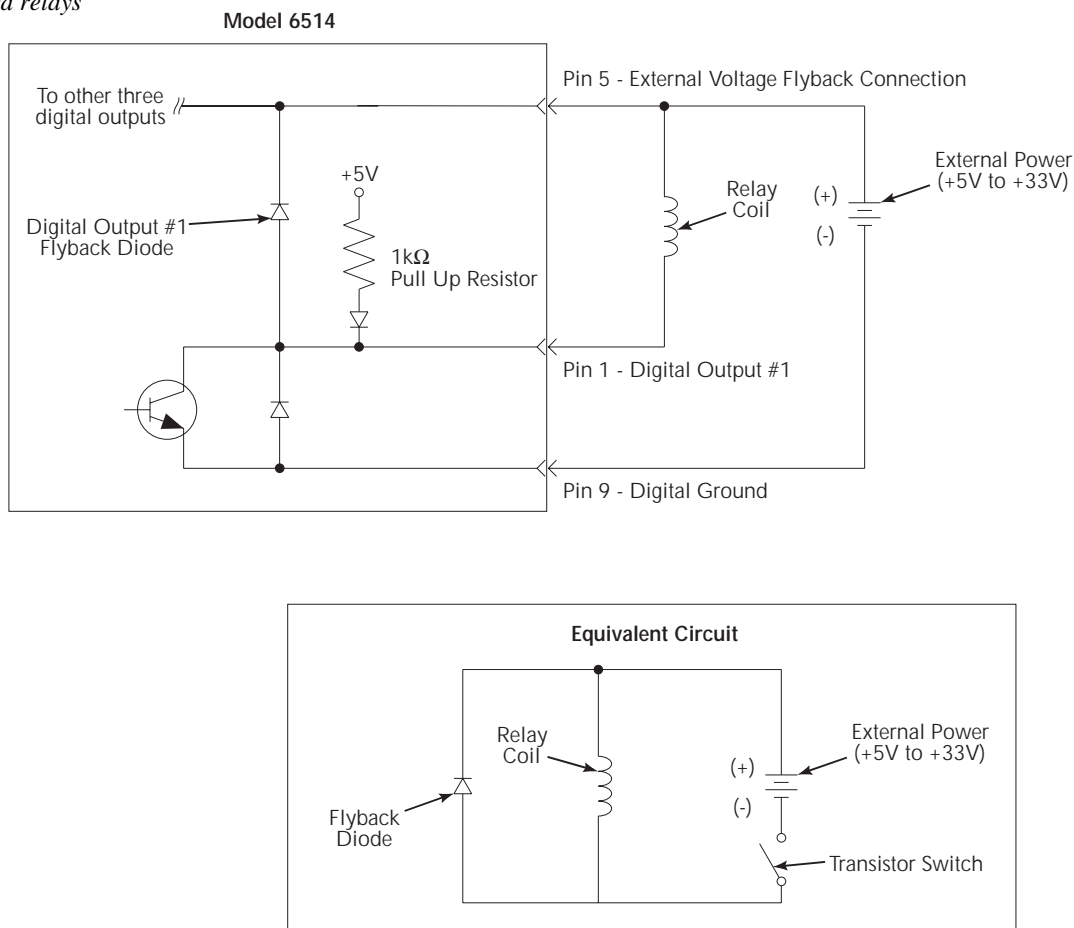 relays
Model 6514
To other three
digital outputs
Pin 5 - External Voltage Flyback Connection
+5V
Digital Output #1
Flyback Diode
1kΩ
Pull Up Resistor
Relay
Coil
(+)
(-)
External Power
(+5V to +33V)
Pin 1 - Digital Output #1
Pin 9 - Digital Ground
Equivalent Circuit
Relay
Coil
Flyback
Diode
(+)
(-)
External Power
(+5V to +33V)
Transistor Switch